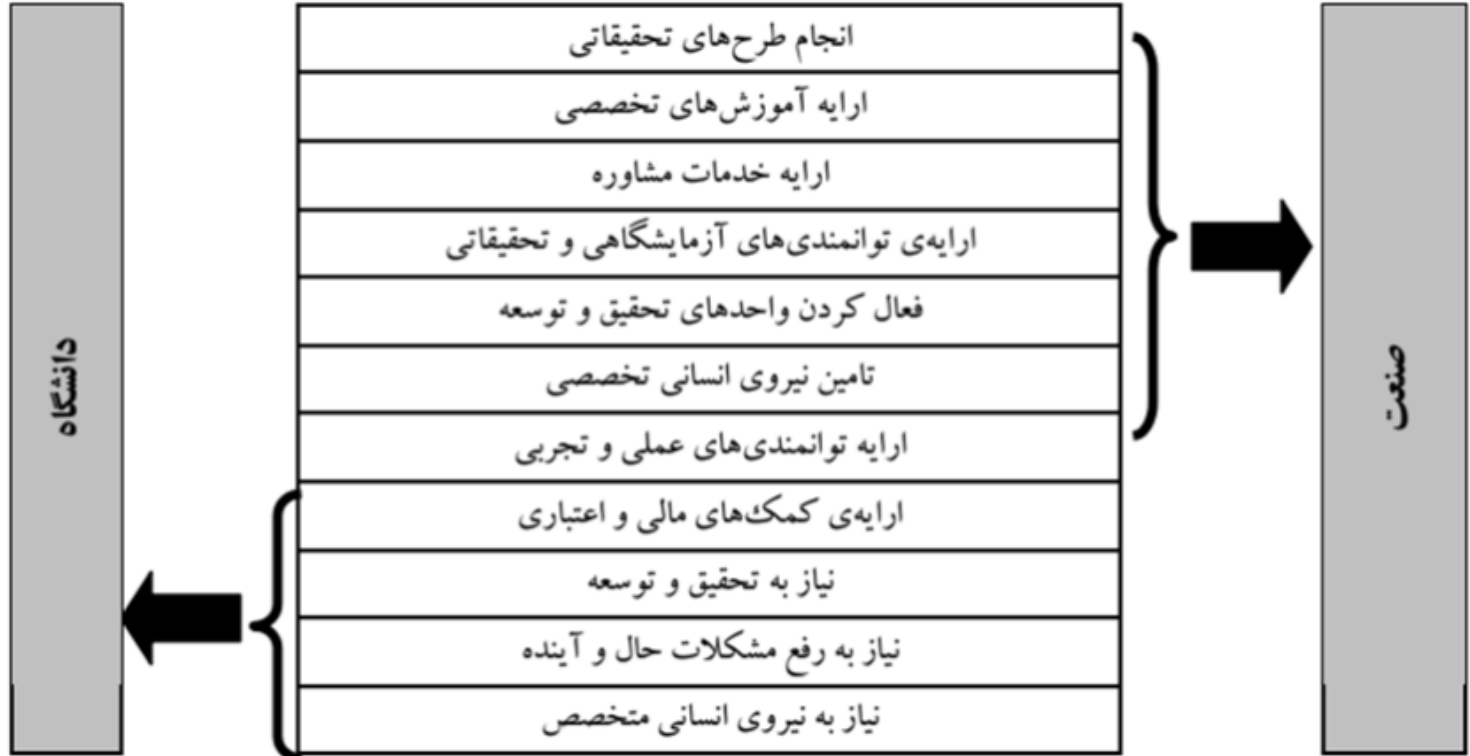 صنعت
انجام طرح‌های تحقیقاتی
ارایه آموزش‌های تخصصی
ارایه خدمات مشاوره
ارایه‌ی توانمندی‌های آزمایشگاهی و تحقیقاتی
فعال کردن واحدهای تحقیق و توسعه
تامین نیروی انسانی تخصصی
ارایه توانمندی‌های عملی و تجربی
ارایه‌ی کمک‌های مالی و اعتباری
نیاز به تحقیق و توسعه
نیاز به رفع مشکلات حال و آینده
نیاز به نیروی انسانی متخصص
دانشگاه